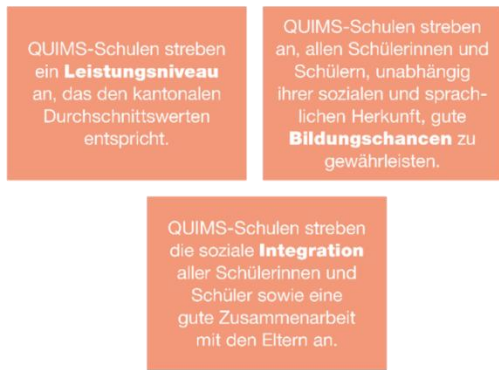 QUIMS-Schulen streben
ein Leistungsniveau
an, das den kantonalen
Durchschnittswerten
entspricht.
QUIMS-Schulen streben
an, allen Schülerinnen und
Schülern, unabhängig
ihrer sozialen und sprach-
lichen Herkunft, gute
Bildungschancen zu
gewährleisten.
QUIMS-Schulen streben
die soziale Integration
aller Schülerinnen und
Schüler sowie eine
gute Zusammenarbeit
mit den Eltern an.